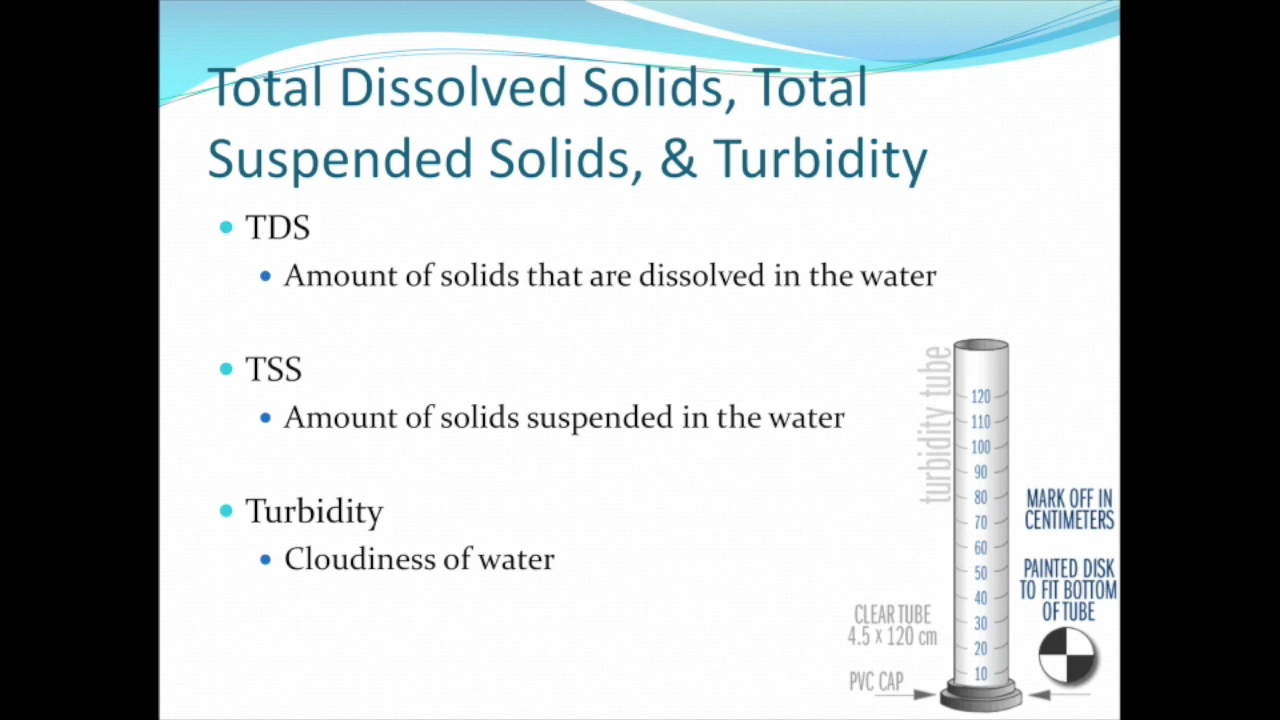 Total Dissolved Solids, Total
Suspended Solids, & Turbidity
TDS
Amount of solids that are dissolved in the water
TSS
Amount of solids suspended in the water
Turbidity
Cloudiness of water
turbidity tube
120
110
100
90
80
70
60
50
40
30
20
10
MARK OFF IN
CENTIMETERS
PAINTED DISK
TO FIT BOTTOM
OF TUBE
CLEAR TUBE
4.5 x 120 cm
PVC CAP